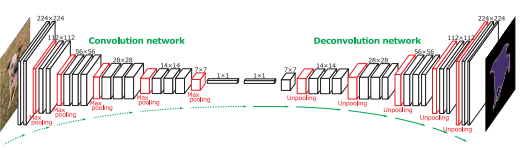 224×224
112×112
56×56
28×28
14×14
7×7
1×1
1×1
7×7
14×14
28×28
56×56
112×112
224×224
Convolution network
Deconvolution network
Max
pooling
Max
pooling
Max
pooling
Max
pooling
Max
pooling
Unpooling
Unpooling
Unpooling
Unpooling
Unpooling